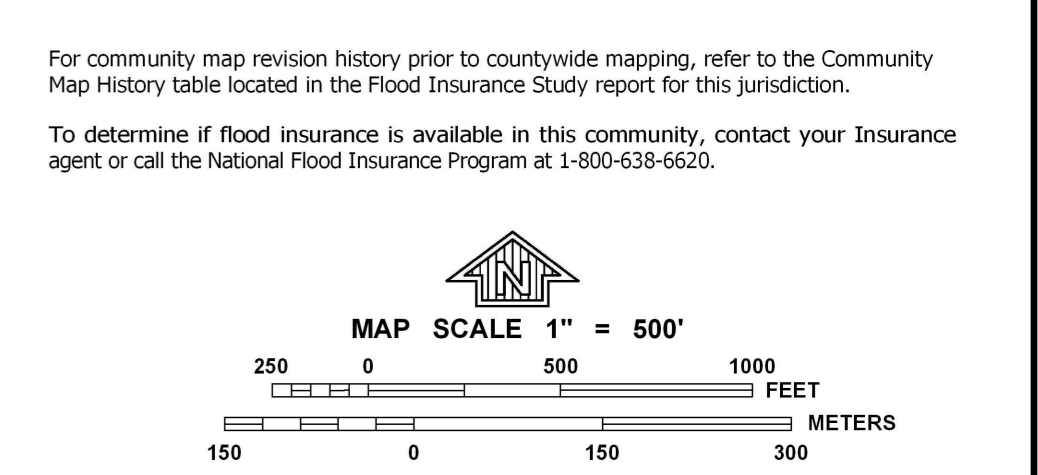 For community map revision history prior to countywide mapping, refer to the Community
Map History table located in the Flood Insurance Study report for this jurisdiction.
To determine if flood insurance is available in this community, contact your Insurance
agent or call the National Flood Insurance Program at 1-800-638-6620.
N
MAP SCALE 1" = 500'
250 0 500 1000
FEET
METERS
150 0 150 300